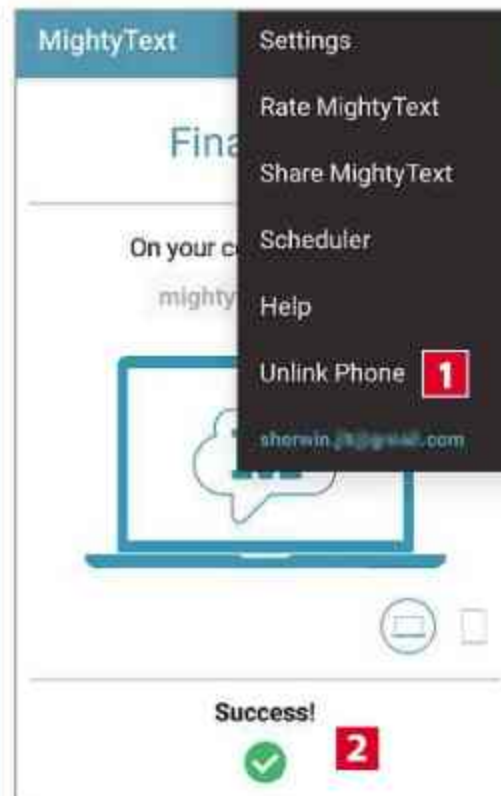 MightyText
Settings
Rate MightyText
Share MightyText
Scheduler
Help
Unlink Phone 1
Fina
On your c
mighty
Success!
2